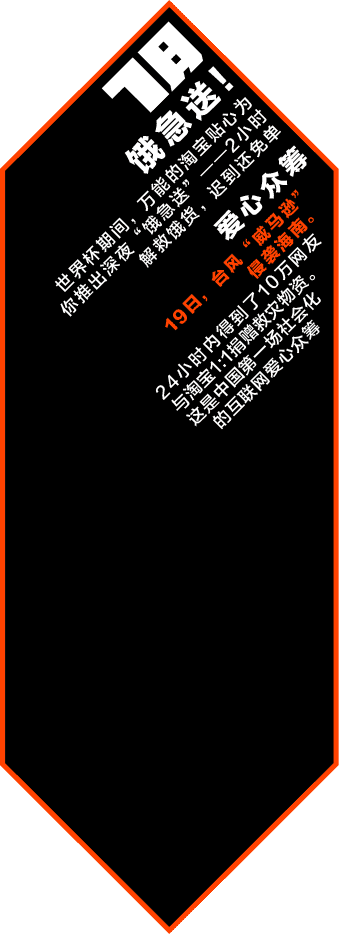 7月
饿急送！
世界杯期间，万能的淘宝贴心为
你推出深夜“饿急送”——2小时
解救饿货，迟到还免单
爱心众筹
19日，台风“威马逊”
侵袭海南。
24小时内得到了10万网友
与淘宝1:1捐赠救灾物资。
这是中国第一场社会化
的互联网爱心众筹